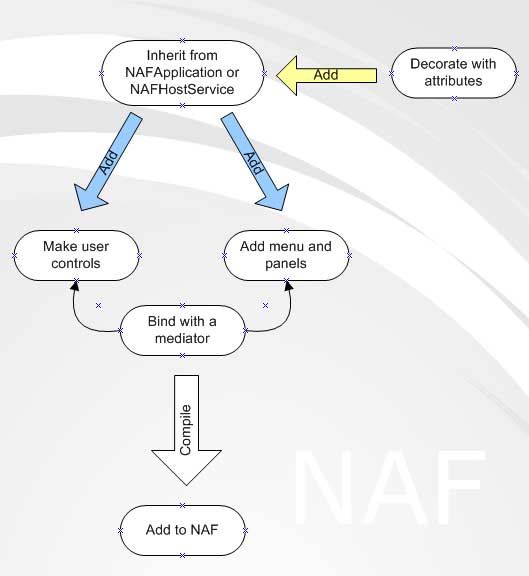 Inherit from
NAFApplication or
NAFHostService
Add
Decorate with
attributes
Add
Add
Make user
controls
Add menu and
panels
Bind with a
mediator
Compile
NAF
Add to NAF